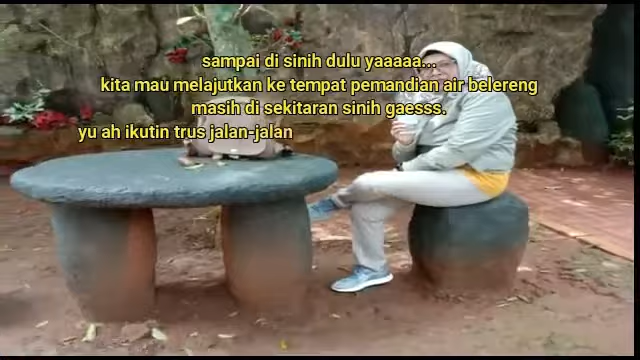 sampai di sinih dulu yaaaaa...
kita mau melajutkan ke tempat pemandian air belereng
masih di sekitaran sinih gaesss.
yu ah ikutin trus jalan-jalan